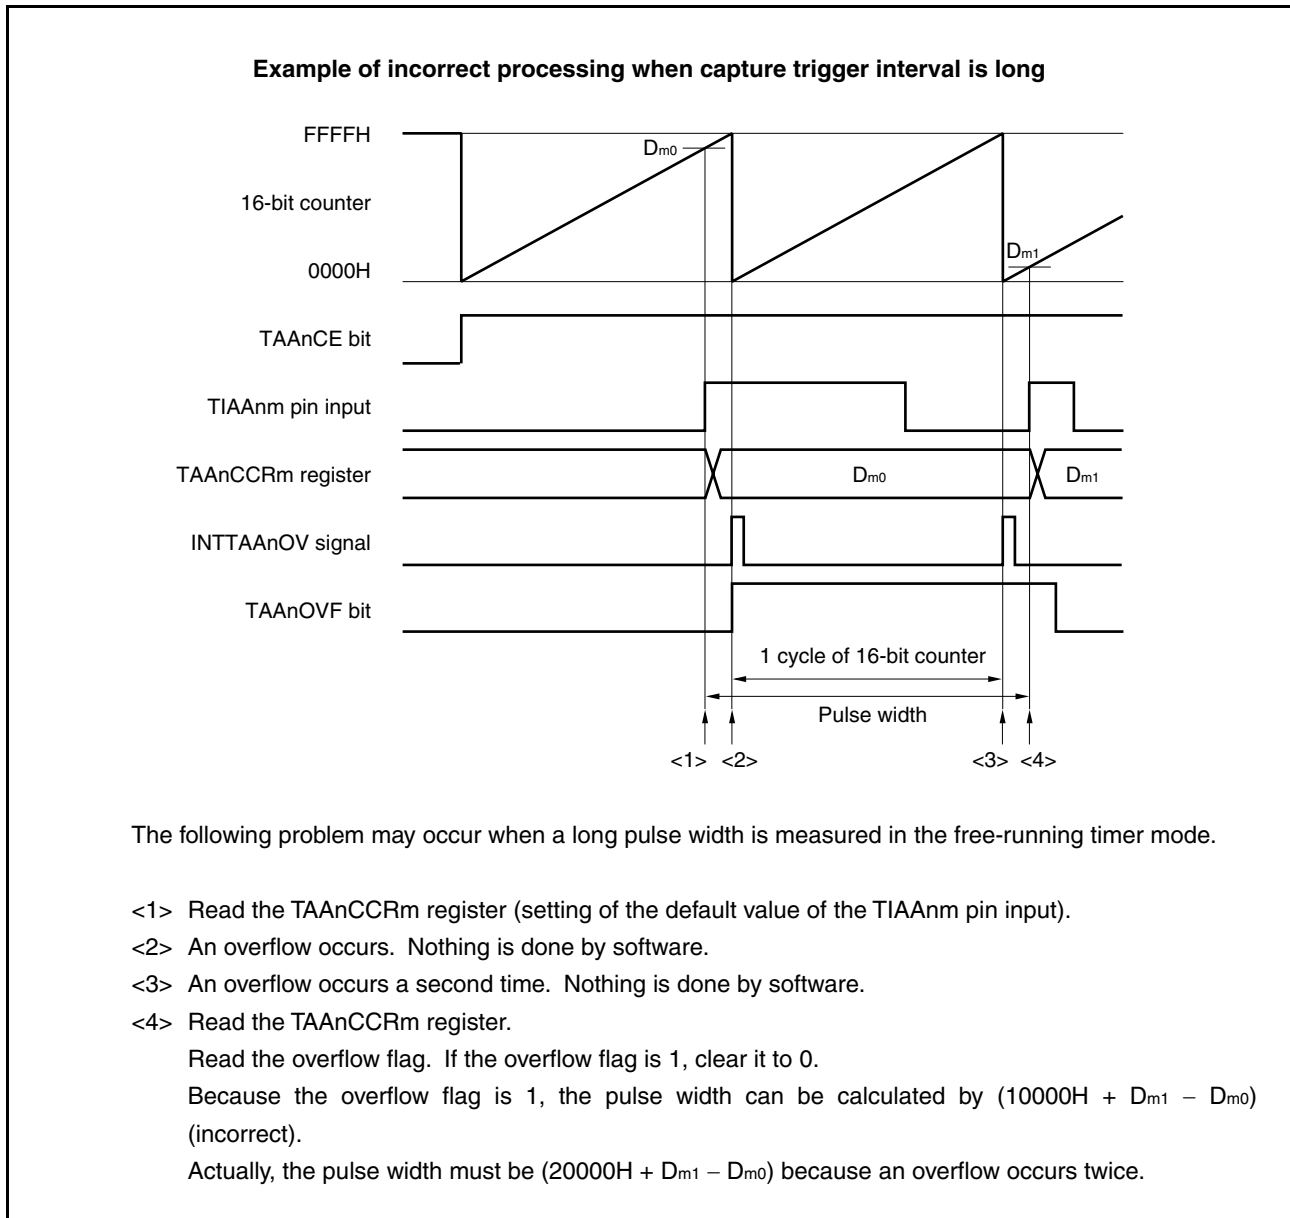 Example of incorrect processing when capture trigger interval is long
FFFFH
Dm0
16-bit counter
Dm1
0000H
TAAnCE bit
TIAAnm pin input
TAAnCCRm register
Dm0
Dm1
INTTAAnOV signal
TAAnOVF bit
1 cycle of 16-bit counter
Pulse width
<1> <2> <3> <4>
The following problem may occur when a long pulse width is measured in the free-running timer mode.
<1> Read the TAAnCCRm register (setting of the default value of the TIAAnm pin input).
<2> An overflow occurs. Nothing is done by software.
<3> An overflow occurs a second time. Nothing is done by software.
<4> Read the TAAnCCRm register.
Read the overflow flag. If the overflow flag is 1, clear it to 0.
Because the overflow flag is 1, the pulse width can be calculated by (10000H + Dm1 − Dm0)
(incorrect).
Actually, the pulse width must be (20000H + Dm1 − Dm0) because an overflow occurs twice.